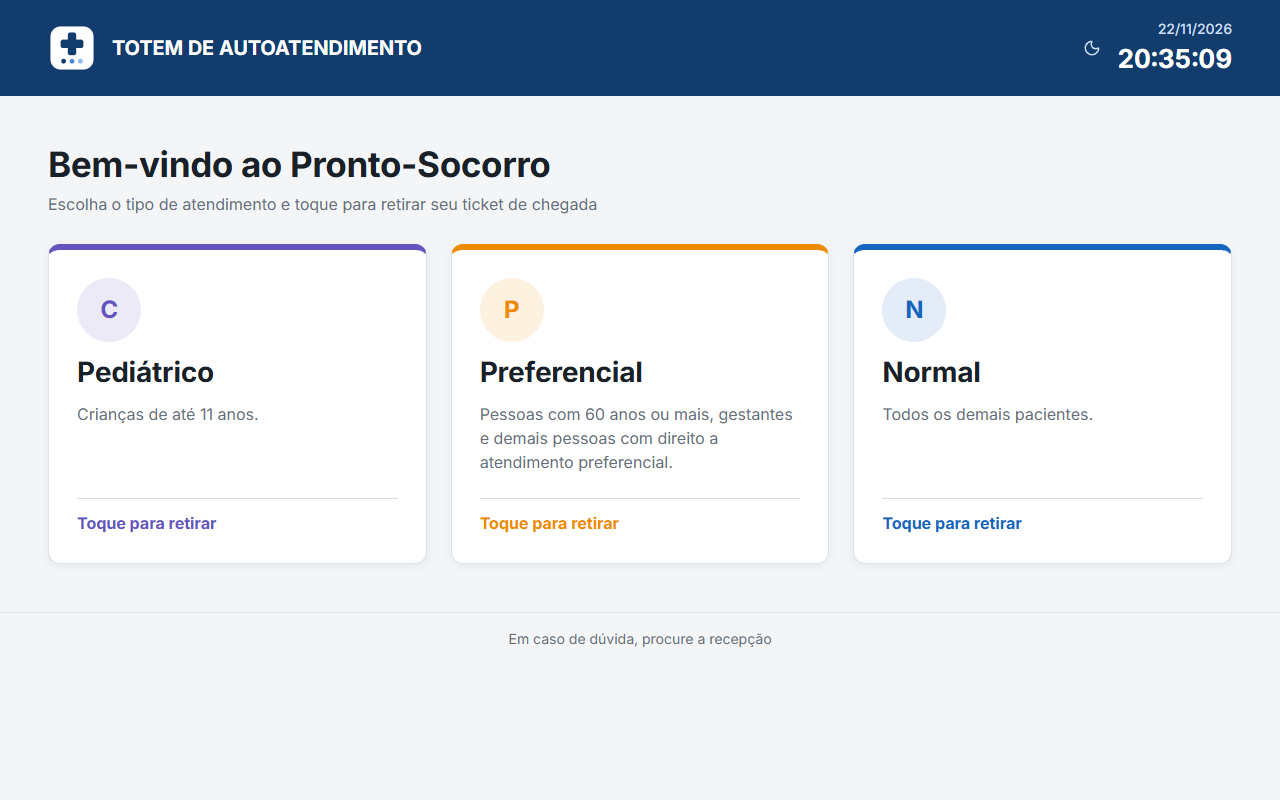 TOTEM DE AUTOATENDIMENTO
22/11/2026
20:35:09
Bem-vindo ao Pronto-Socorro
Escolha o tipo de atendimento e toque para retirar seu ticket de chegada
C
Pediátrico
Crianças de até 11 anos.
Toque para retirar
P
Preferencial
Pessoas com 60 anos ou mais, gestantes
e demais pessoas com direito a
atendimento preferencial.
Toque para retirar
N
Normal
Todos os demais pacientes.
Toque para retirar
Em caso de dúvida, procure a recepção